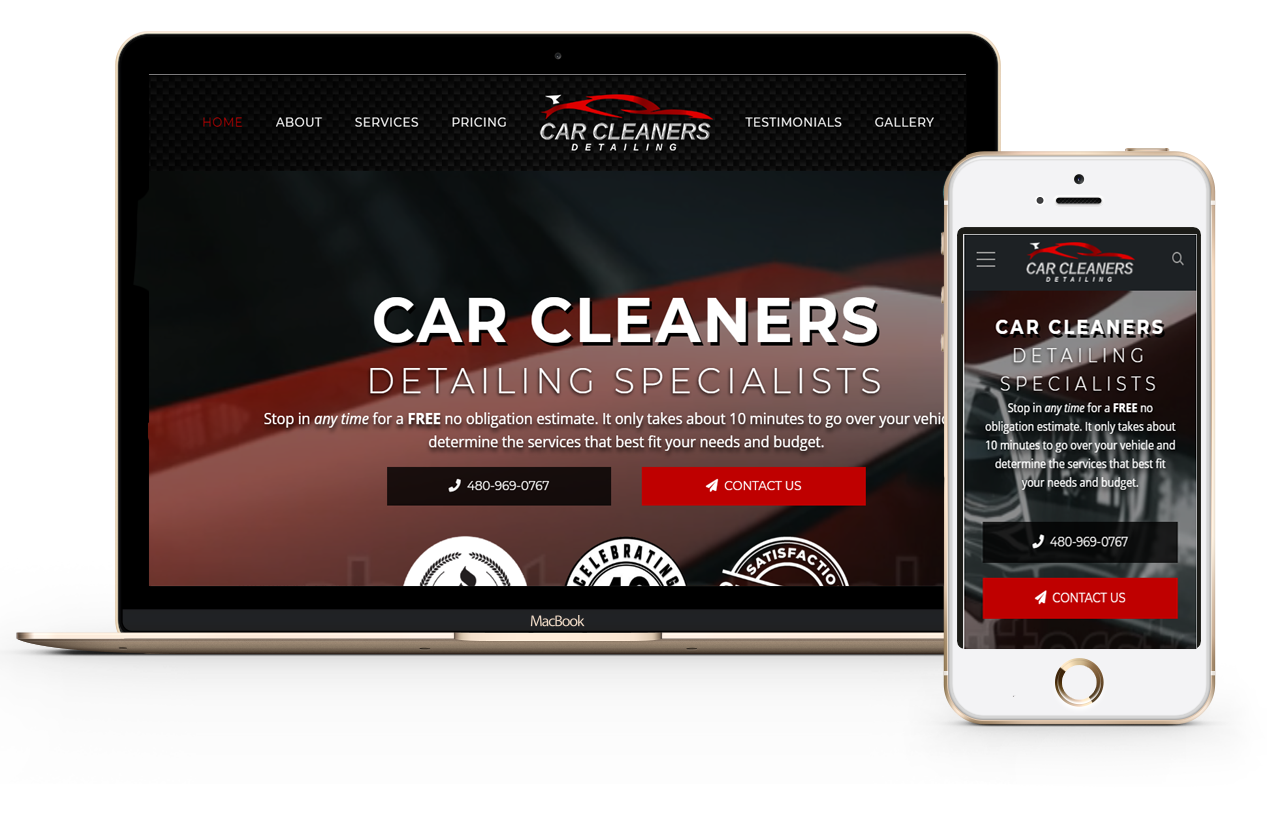 HOME ABOUT SERVICES PRICING
CAR CLEANERS
DETAILING
TESTIMONIALS GALLERY
CAR CLEANERS
DETAILING SPECIALISTS
Stop in any time for a FREE no obligation estimate. It only takes about 10 minutes to go over your
determine the services that best fit your needs and budget.
480-969-0767
CONTACT US
CELEBRATING
MacBook
CAR CLEANERS
DETAILING
CAR CLEANERS
DETAILING
SPECIALISTS
Stop in any time for a FREE no
obligation estimate. It only takes about
10 minutes to go over your vehicle and
determine the services that best fit
your needs and budget.
480-969-0767
CONTACT US